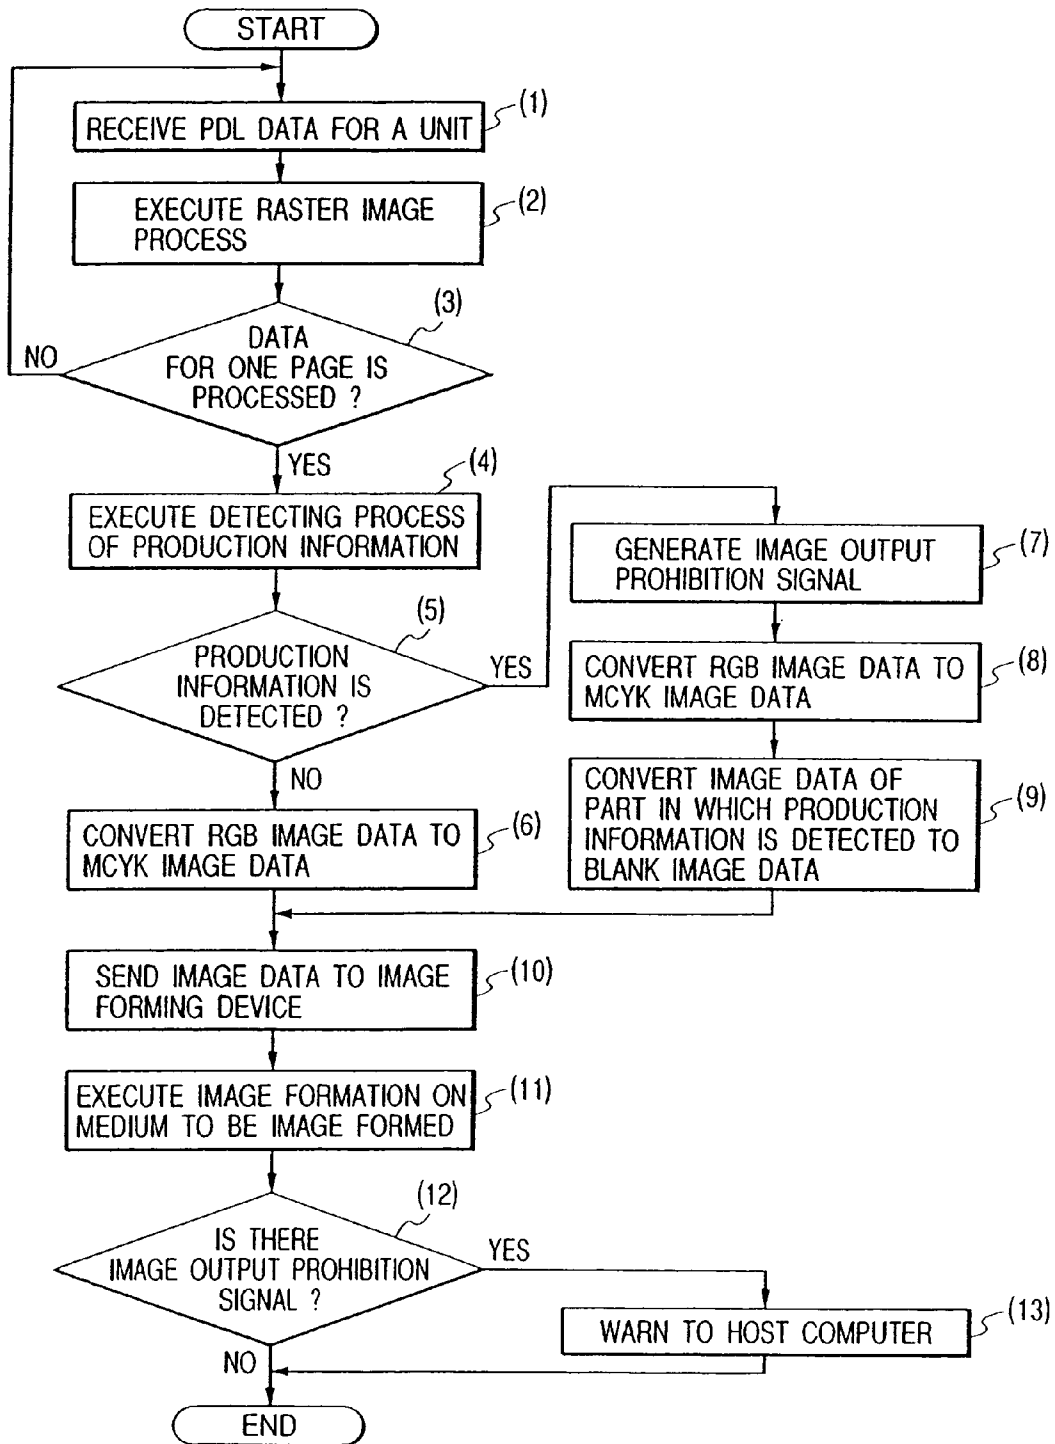 START
(1)
RECEIVE PDL DATA FOR A UNIT
(2)
EXECUTE RASTER IMAGE
PROCESS
(3)
DATA
FOR ONE PAGE IS
PROCESSED ?
NO
YES
(4)
EXECUTE DETECTING PROCESS
OF PRODUCTION INFORMATION
(5)
PRODUCTION
INFORMATION IS
DETECTED ?
YES
NO
(6)
CONVERT RGB IMAGE DATA TO
MCYK IMAGE DATA
(7)
GENERATE IMAGE OUTPUT
PROHIBITION SIGNAL
(8)
CONVERT RGB IMAGE DATA TO
MCYK IMAGE DATA
(9)
CONVERT IMAGE DATA OF
PART IN WHICH PRODUCTION
INFORMATION IS DETECTED TO
BLANK IMAGE DATA
(10)
SEND IMAGE DATA TO IMAGE
FORMING DEVICE
(11)
EXECUTE IMAGE FORMATION ON
MEDIUM TO BE IMAGE FORMED
(12)
IS THERE
IMAGE OUTPUT PROHIBITION
SIGNAL ?
YES
(13)
WARN TO HOST COMPUTER
NO
END